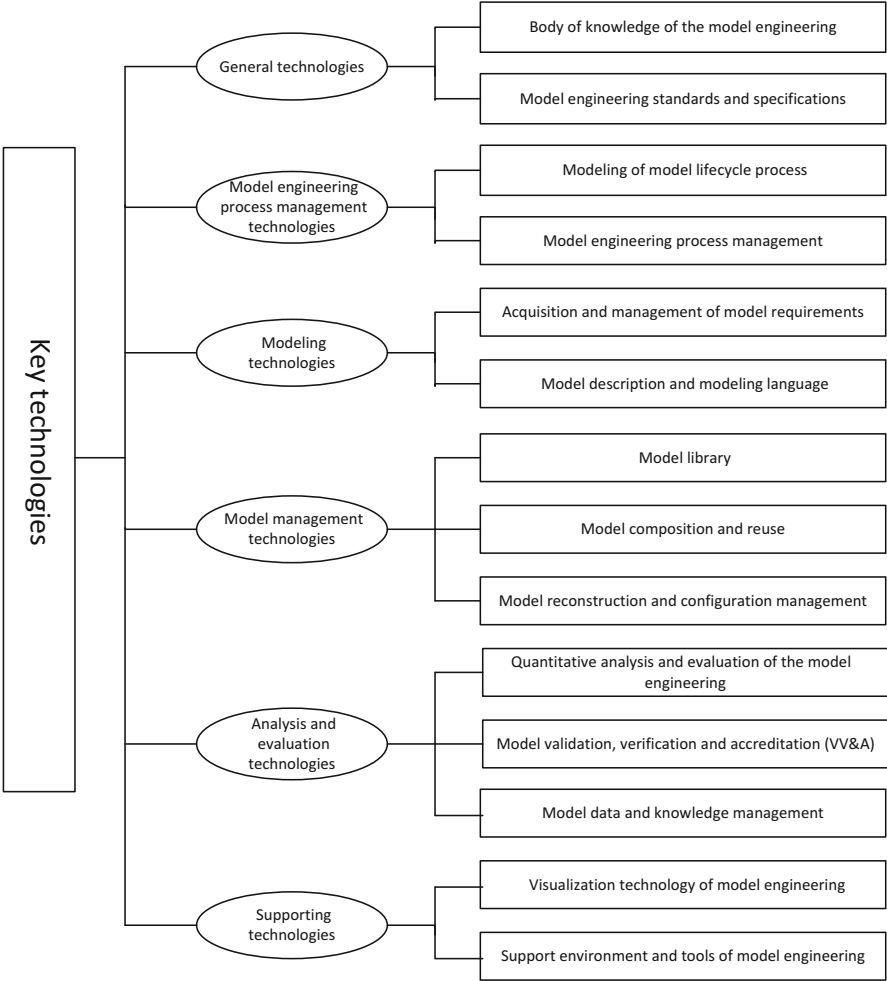 Key technologies
General technologies
Body of knowledge of the model engineering
Model engineering standards and specifications
Model engineering
process management
technologies
Modeling of model lifecycle process
Model engineering process management
Modeling
technologies
Acquisition and management of model requirements
Model description and modeling language
Model management
technologies
Model library
Model composition and reuse
Model reconstruction and configuration management
Analysis and
evaluation
technologies
Quantitative analysis and evaluation of the model
engineering
Model validation, verification and accreditation (VV&A)
Model data and knowledge management
Supporting
technologies
Visualization technology of model engineering
Support environment and tools of model engineering